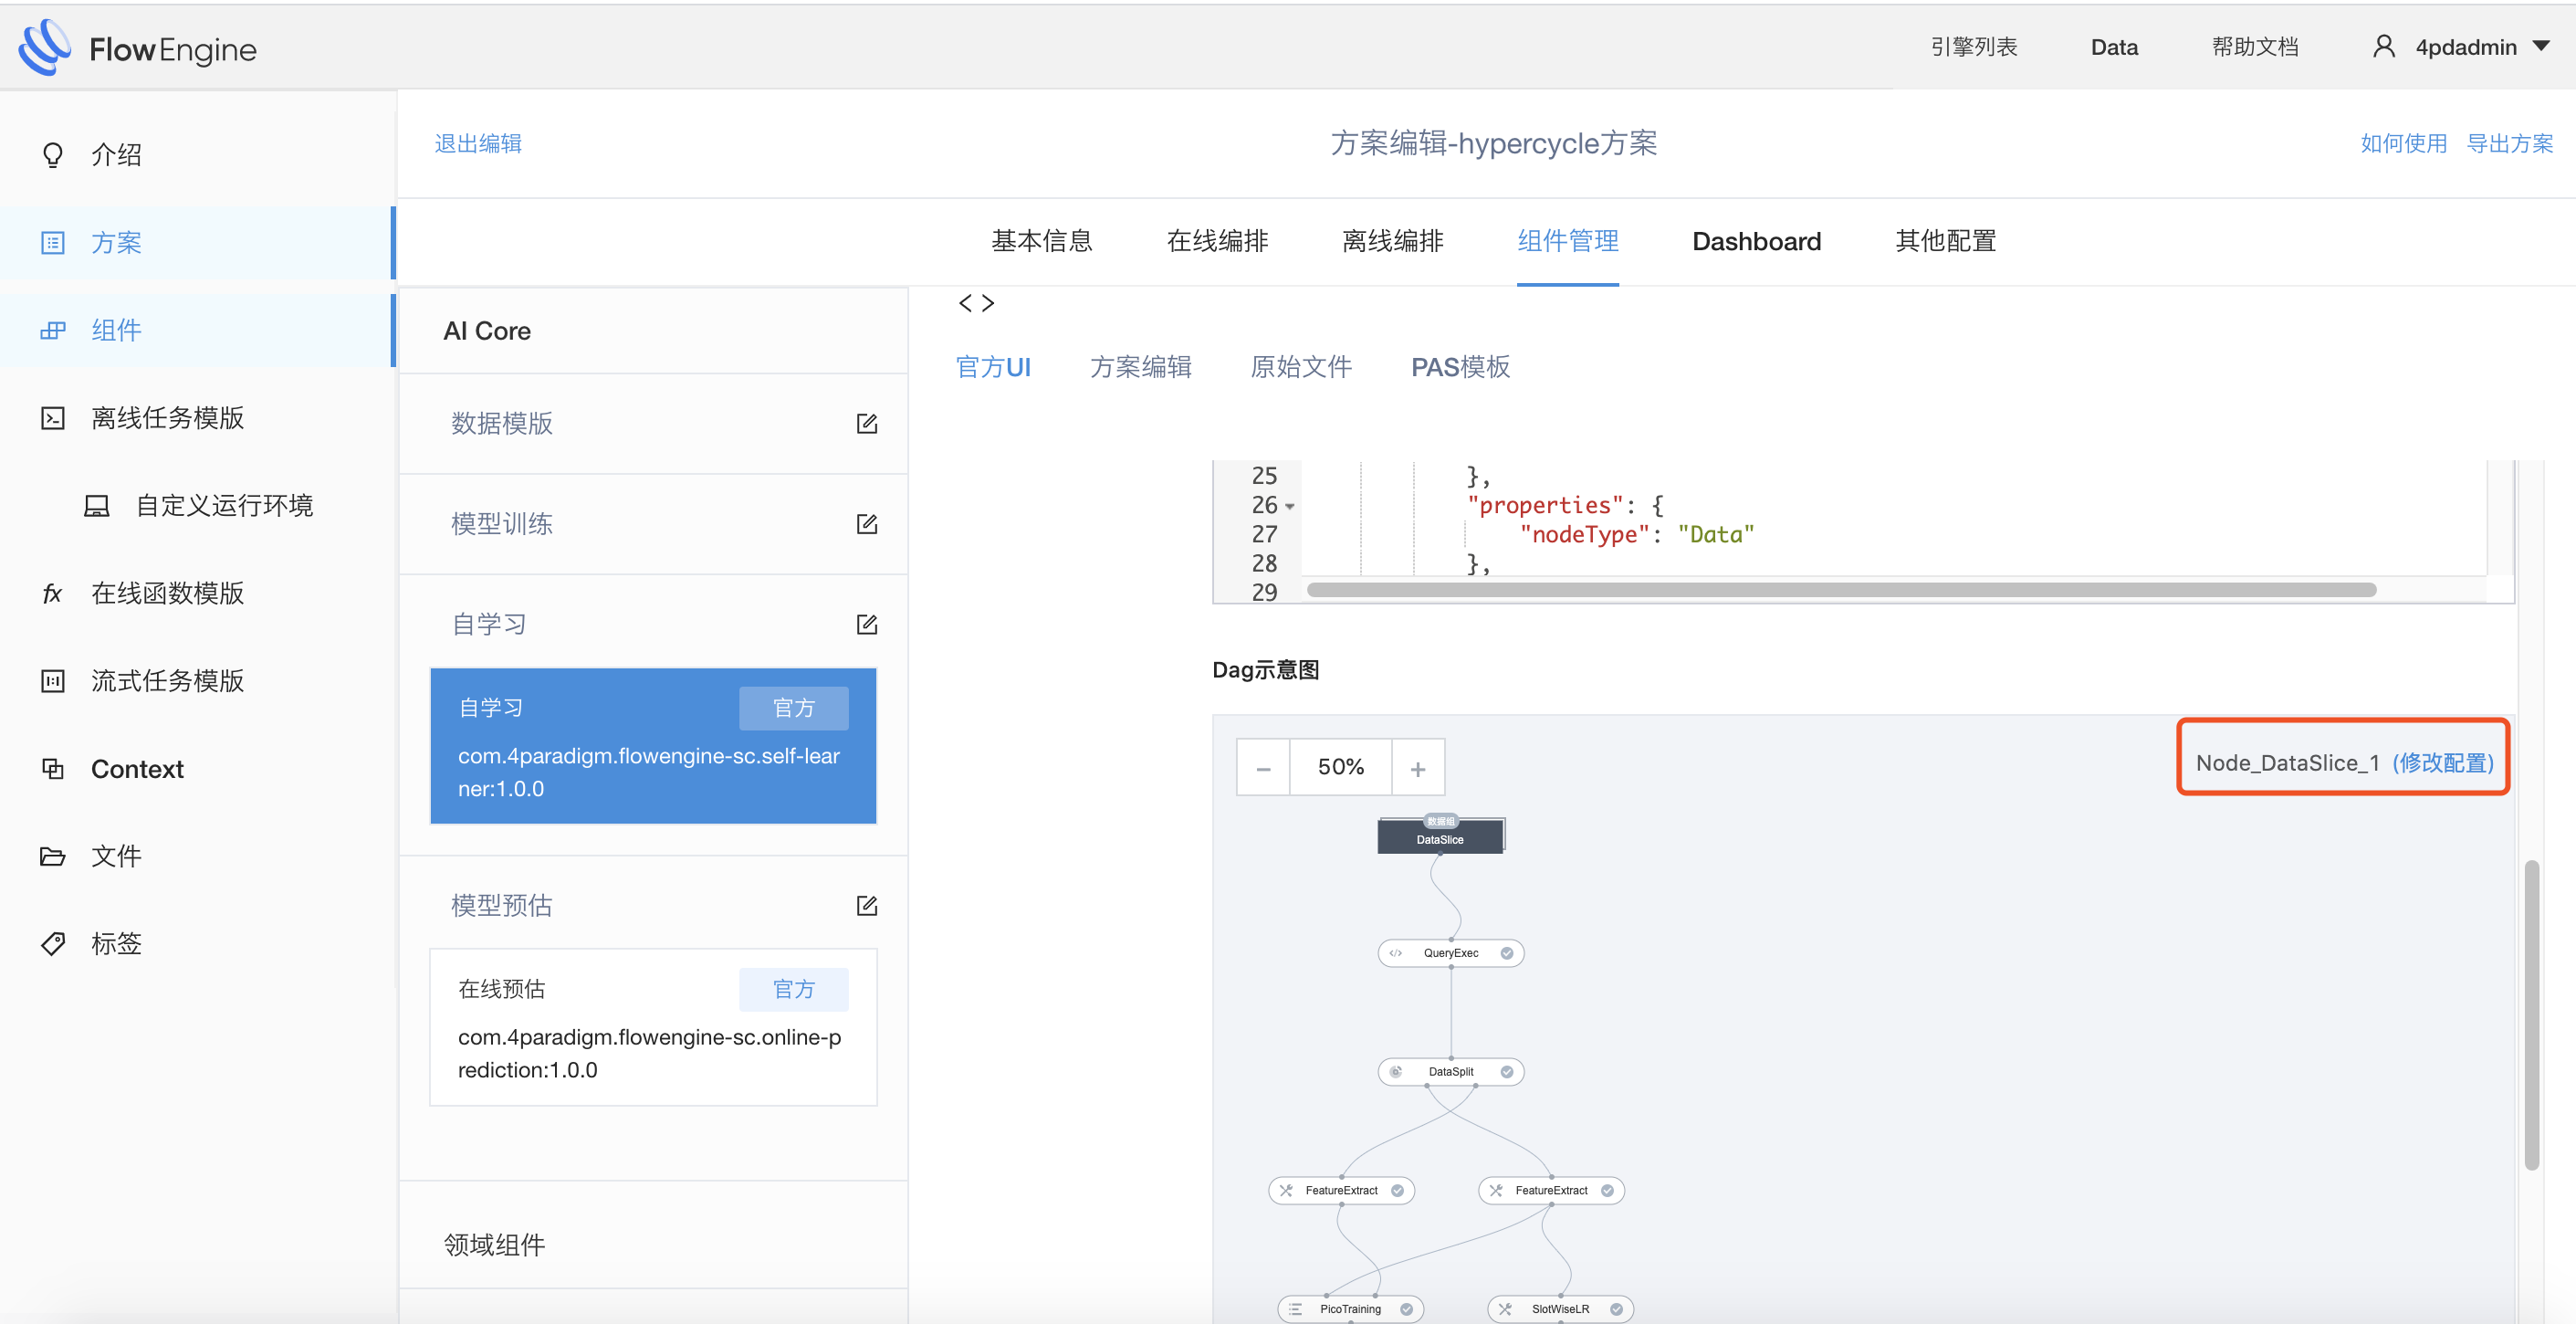 FlowEngine
引擎列表 Data 帮助文档 4pdadmin
介绍
方案
组件
离线任务模版
自定义运行环境
fx 在线函数模版
流式任务模版
Context
文件
标签
退出编辑 方案编辑-hypercycle方案 如何使用 导出方案
基本信息 在线编排 离线编排 组件管理 Dashboard 其他配置
AI Core
数据模版
模型训练
自学习
自学习 官方
com.4paradigm.flowengine-sc.self-lear
ner:1.0.0
模型预估
在线预估 官方
com.4paradigm.flowengine-sc.online-p
rediction:1.0.0
领域组件
< >
官方UI 方案编辑 原始文件 PAS模板
25 },
26 "properties": {
27 "nodeType": "Data"
28 },
29
Dag示意图
− 50% +
Node_DataSlice_1 (修改配置)
数据组
DataSlice
</> QueryExec
DataSplit
FeatureExtract FeatureExtract
PicoTraining SlotWiseLR